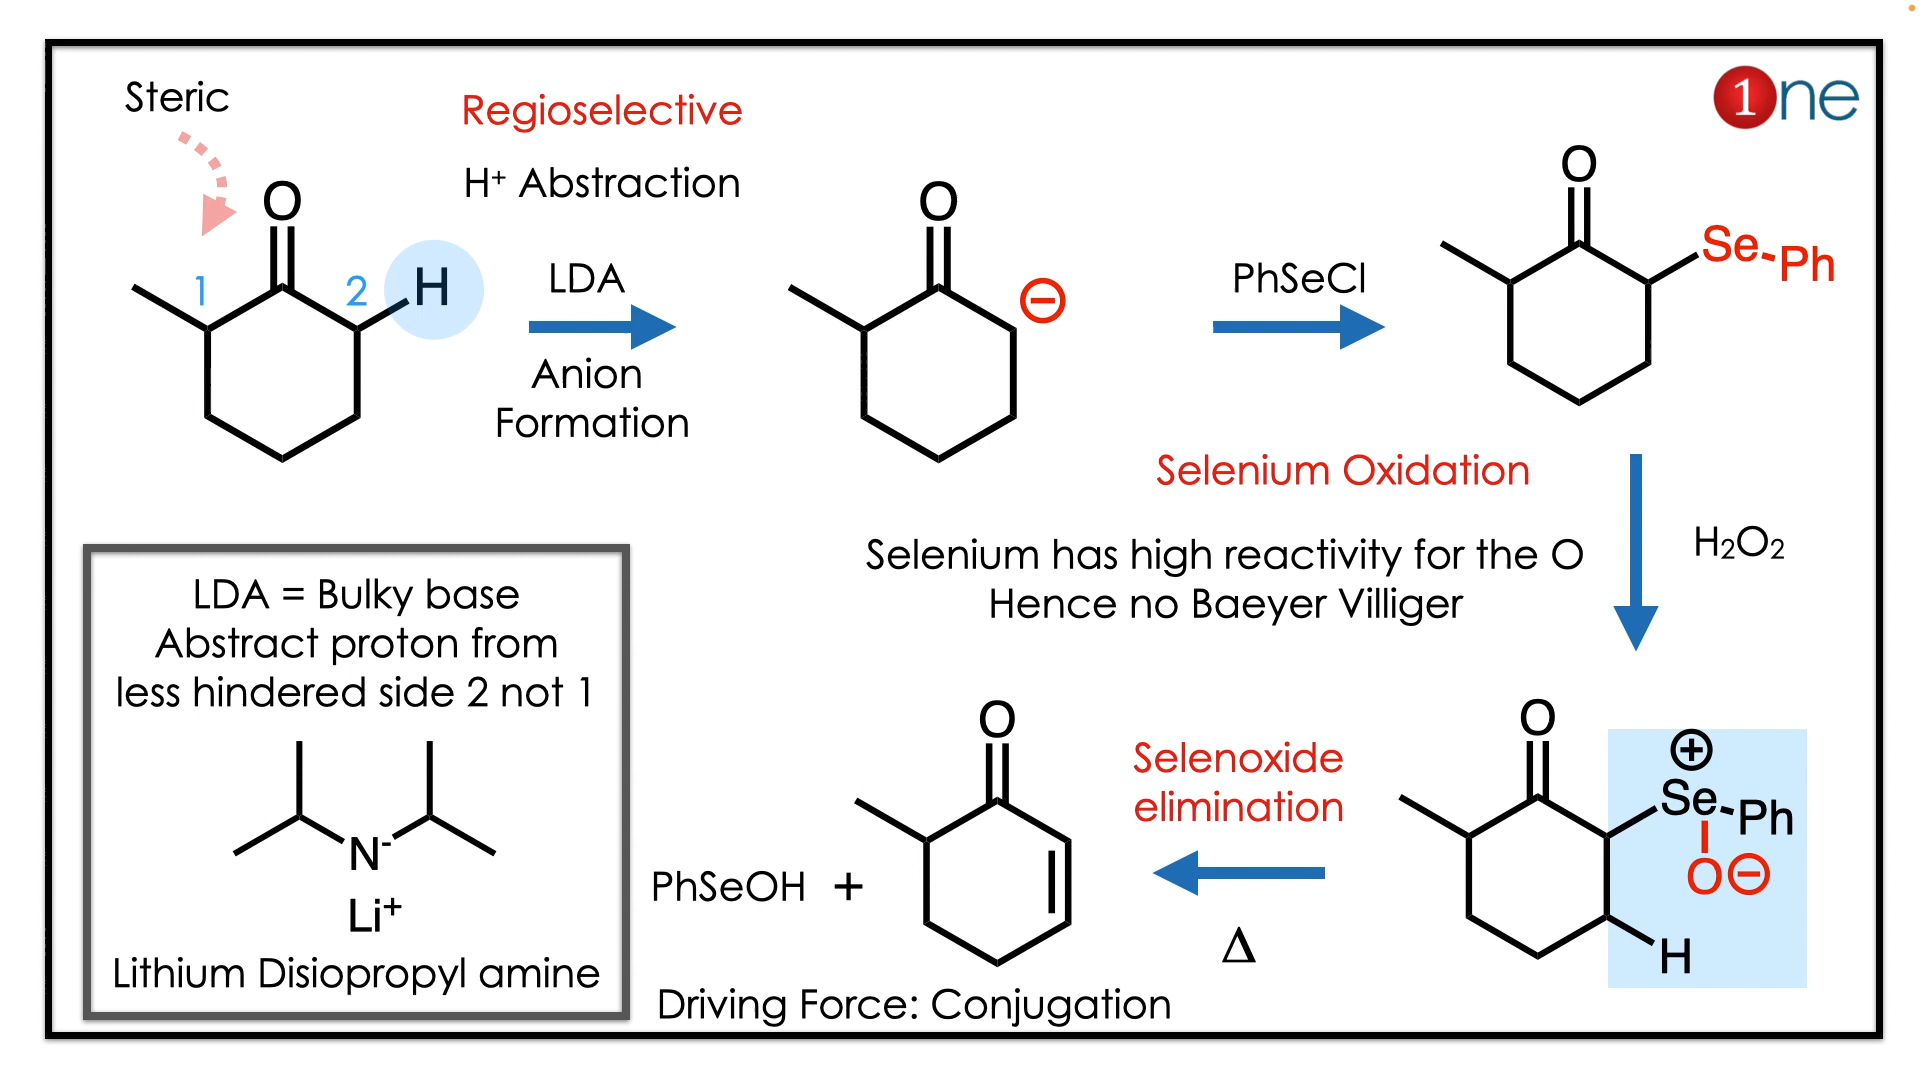 Steric
Regioselective
H⁺ Abstraction
1ne
O
1
2
H
LDA
Anion
Formation
O
⊖
PhSeCl
O
Se
Ph
Selenium Oxidation
Selenium has high reactivity for the O
Hence no Baeyer Villiger
H₂O₂
LDA = Bulky base
Abstract proton from
less hindered side 2 not 1
N⁻
Li⁺
Lithium Disiopropyl amine
O
⊕
Se
Ph
O⊖
H
Selenoxide
elimination
Δ
O
PhSeOH +
Driving Force: Conjugation